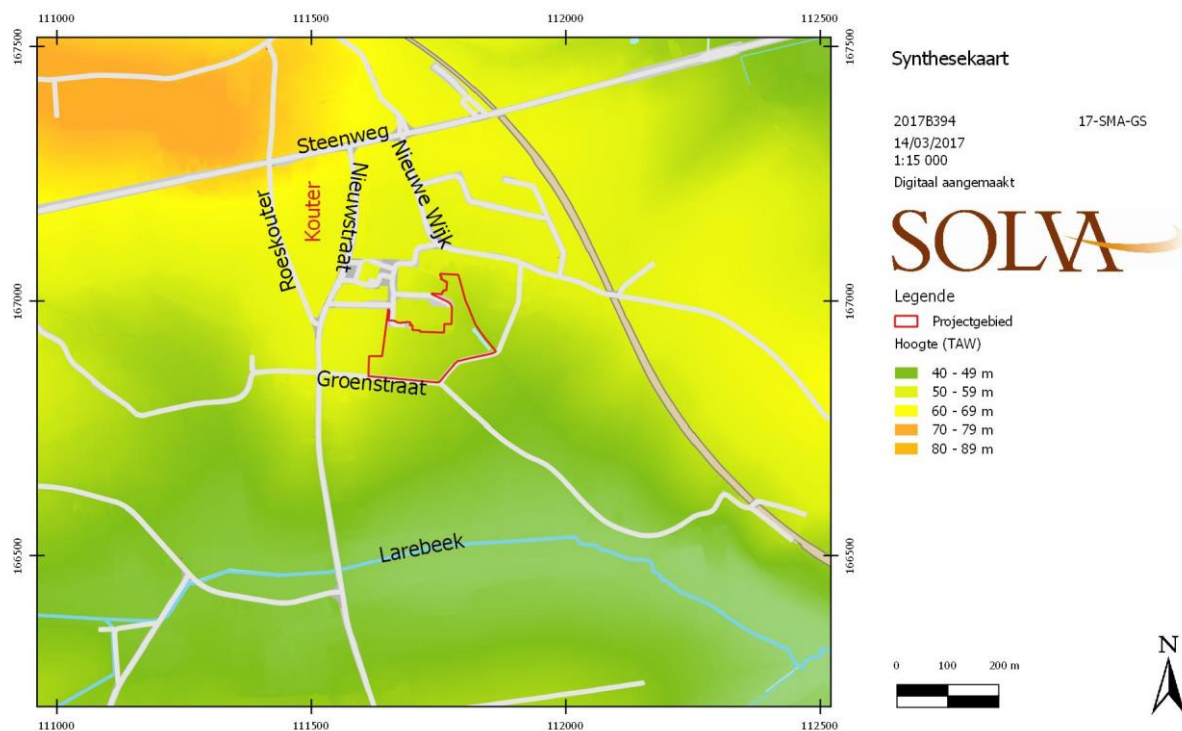 111000 111500 112000 112500
167500 167500
167000 167000
166500 166500
111000 111500 112000 112500
Steenweg
Nieuwe Wijk
Nieuwstraat
Kouter
Roeskouter
Groenstraat
Larebeek
Synthesekaart
2017B394 17-SMA-GS
14/03/2017
1:15 000
Digitaal aangemaakt
SOLVA
Legende
Projectgebied
Hoogte (TAW)
40 - 49 m
50 - 59 m
60 - 69 m
70 - 79 m
80 - 89 m
0 100 200 m
N